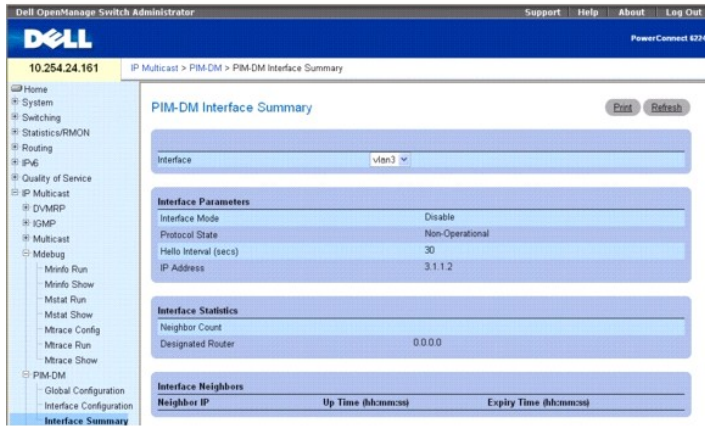 Dell OpenManage Switch Administrator Support Help About Log Out
DELL
PowerConnect 6224
10.254.24.161
IP Multicast > PIM-DM > PIM-DM Interface Summary
Home
System
Switching
Statistics/RMON
Routing
IPv6
Quality of Service
IP Multicast
DVMRP
IGMP
Multicast
Mdebug
Mrinfo Run
Mrinfo Show
Mstat Run
Mstat Show
Mtrace Config
Mtrace Run
Mtrace Show
PIM-DM
Global Configuration
Interface Configuration
Interface Summary
PIM-DM Interface Summary
Print Refresh
Interface vlan3
Interface Parameters
Interface Mode Disable
Protocol State Non-Operational
Hello Interval (secs) 30
IP Address 3.1.1.2
Interface Statistics
Neighbor Count
Designated Router 0.0.0.0
Interface Neighbors
Neighbor IP Up Time (hh:mm:ss) Expiry Time (hh:mm:ss)